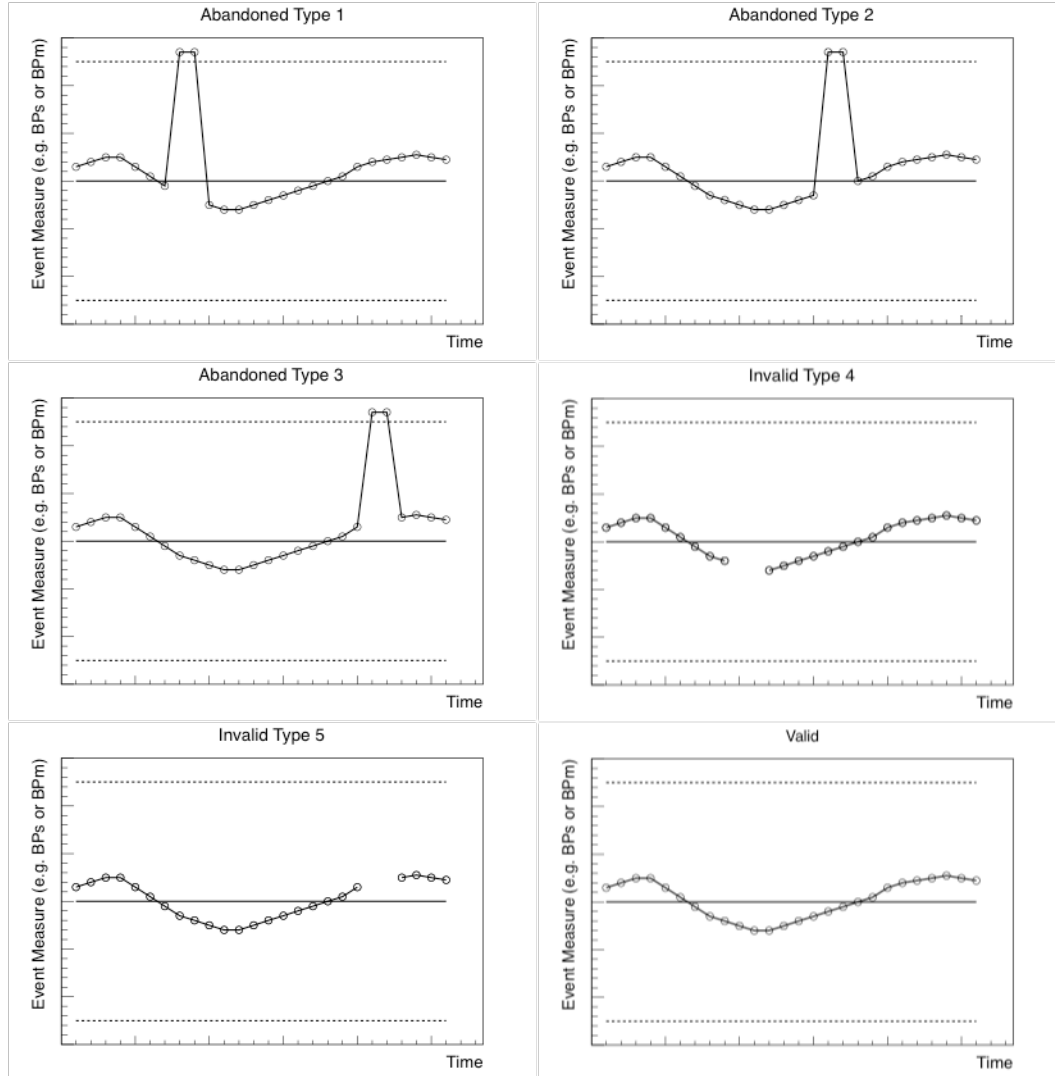 Abandoned Type 1
Event Measure (e.g. BPs or BPm)
Time
Abandoned Type 2
Event Measure (e.g. BPs or BPm)
Time
Abandoned Type 3
Event Measure (e.g. BPs or BPm)
Time
Invalid Type 4
Event Measure (e.g. BPs or BPm)
Time
Invalid Type 5
Event Measure (e.g. BPs or BPm)
Time
Valid
Event Measure (e.g. BPs or BPm)
Time